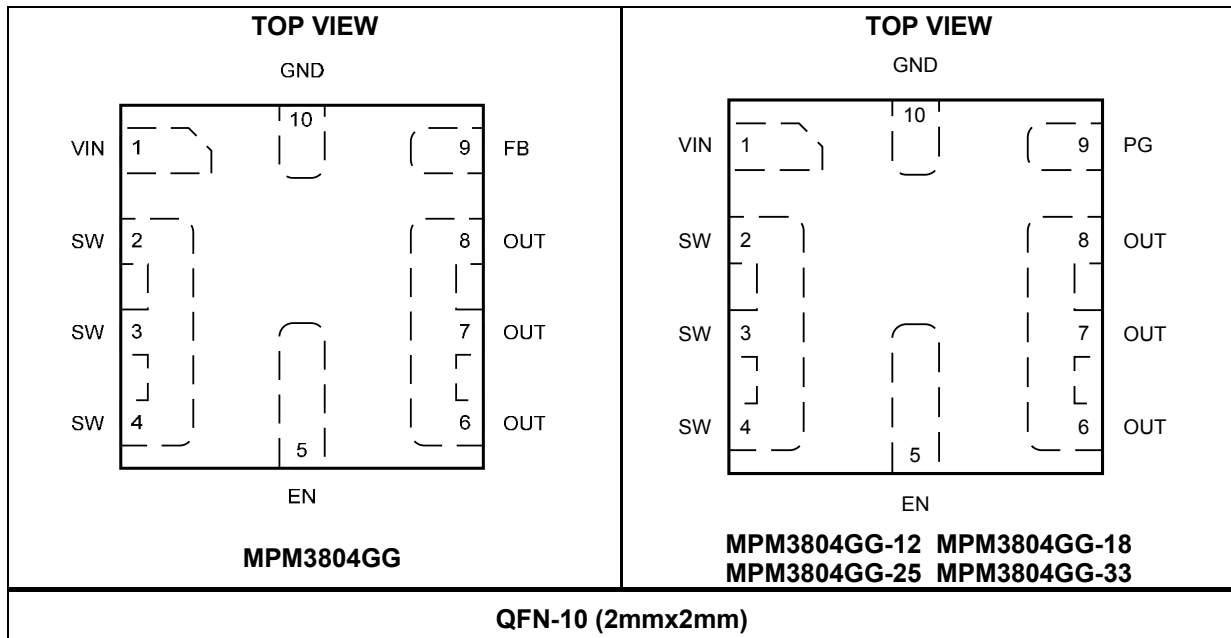 TOP VIEW
GND
10
VIN 1 9 FB
SW 2 8 OUT
SW 3 7 OUT
SW 4 6 OUT
5
EN
MPM3804GG
TOP VIEW
GND
10
VIN 1 9 PG
SW 2 8 OUT
SW 3 7 OUT
SW 4 6 OUT
5
EN
MPM3804GG-12 MPM3804GG-18
MPM3804GG-25 MPM3804GG-33
QFN-10 (2mmx2mm)